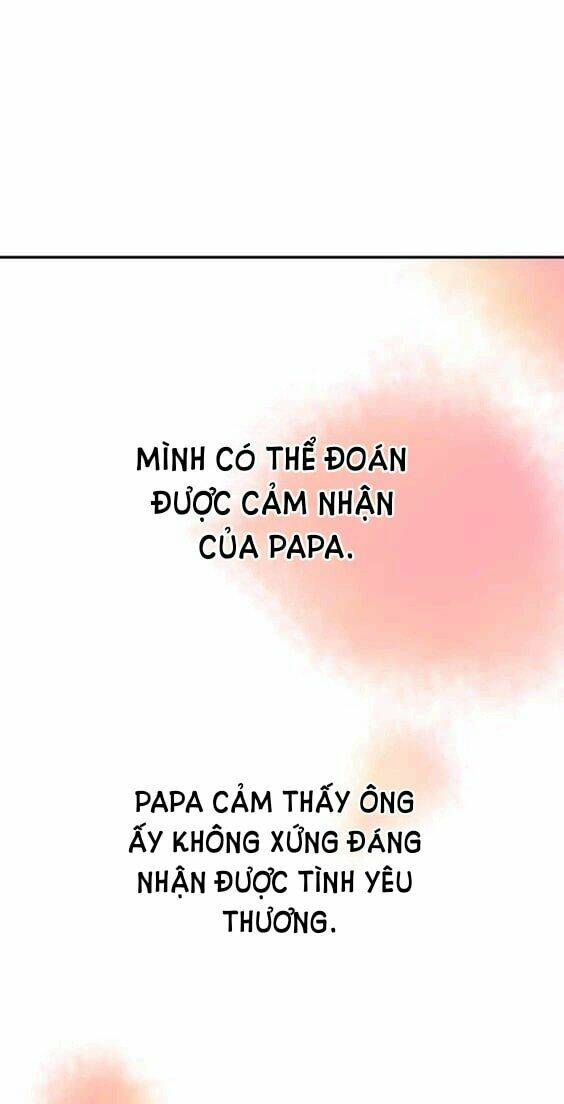 MÌNH CÓ THỂ ĐOÁN
ĐƯỢC CẢM NHẬN
CỦA PAPA.
PAPA CẢM THẤY ÔNG
ẤY KHÔNG XỨNG ĐÁNG
NHẬN ĐƯỢC TÌNH YÊU
THƯƠNG.